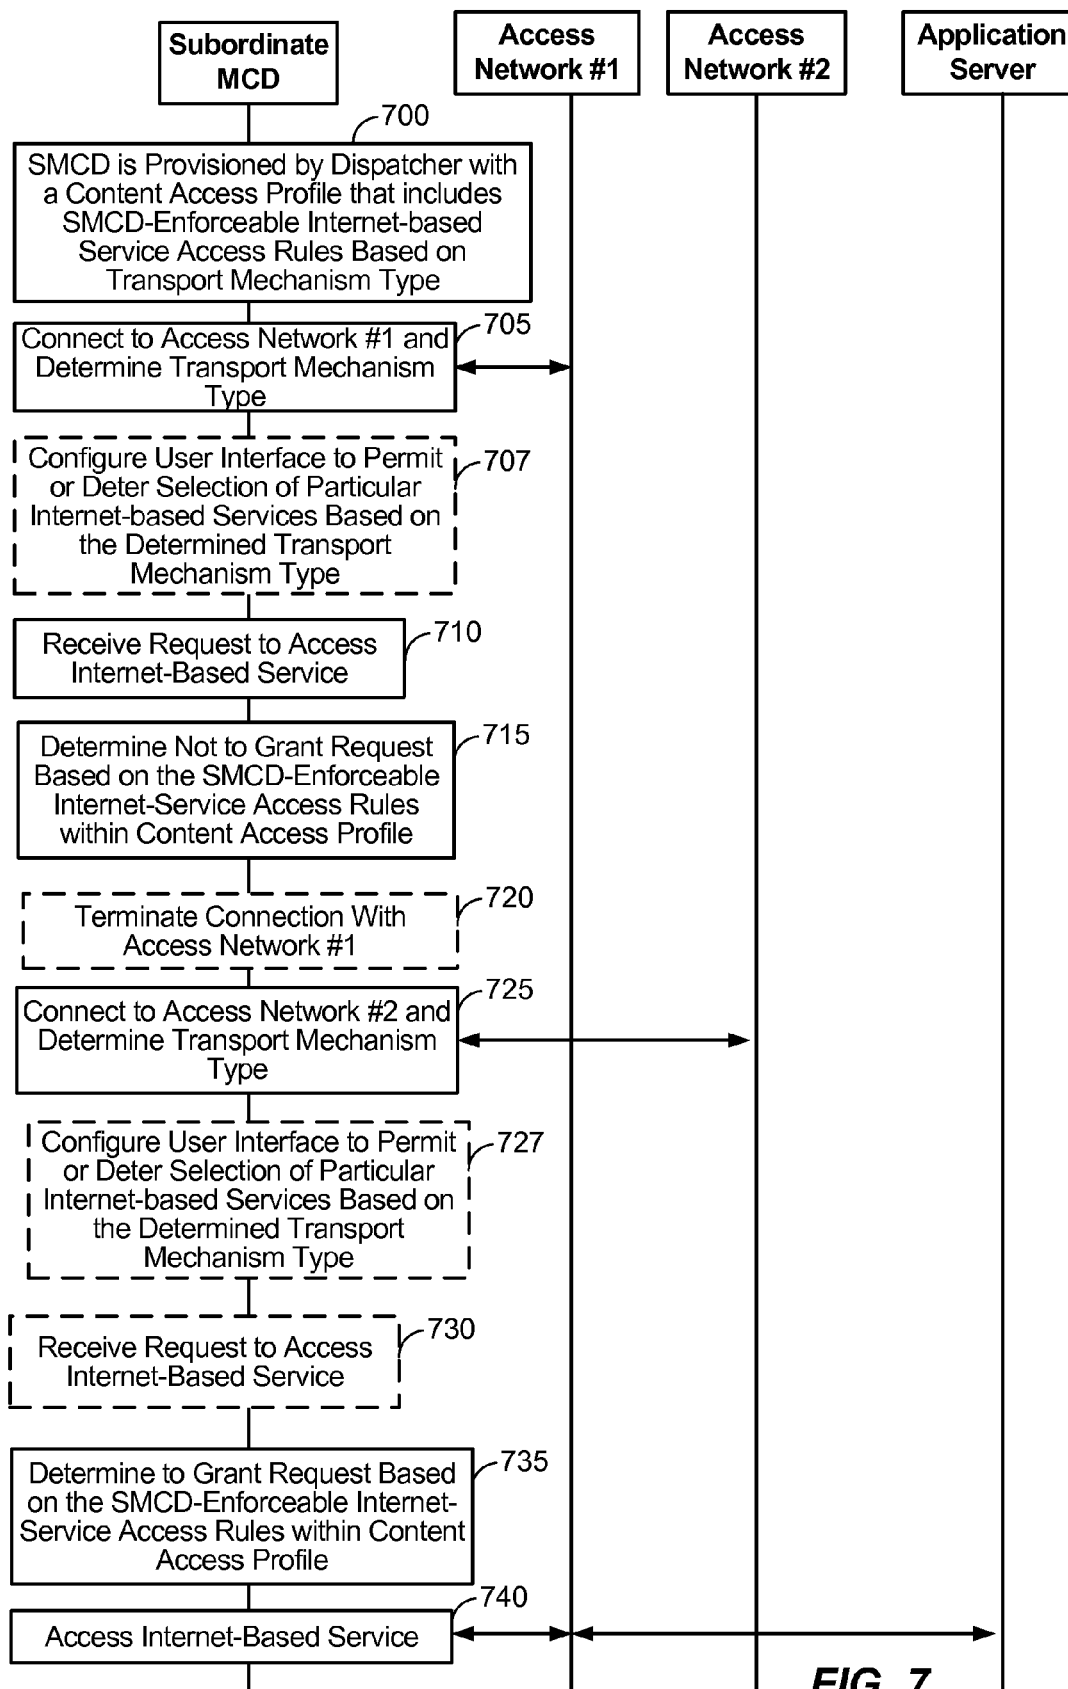 Subordinate
MCD
Access
Network #1
Access
Network #2
Application
Server
700
SMCD is Provisioned by Dispatcher with
a Content Access Profile that includes
SMCD-Enforceable Internet-based
Service Access Rules Based on
Transport Mechanism Type
705
Connect to Access Network #1 and
Determine Transport Mechanism
Type
707
Configure User Interface to Permit
or Deter Selection of Particular
Internet-based Services Based on
the Determined Transport
Mechanism Type
710
Receive Request to Access
Internet-Based Service
715
Determine Not to Grant Request
Based on the SMCD-Enforceable
Internet-Service Access Rules
within Content Access Profile
720
Terminate Connection With
Access Network #1
725
Connect to Access Network #2 and
Determine Transport Mechanism
Type
727
Configure User Interface to Permit
or Deter Selection of Particular
Internet-based Services Based on
the Determined Transport
Mechanism Type
730
Receive Request to Access
Internet-Based Service
735
Determine to Grant Request Based
on the SMCD-Enforceable Internet-
Service Access Rules within Content
Access Profile
740
Access Internet-Based Service
FIG. 7